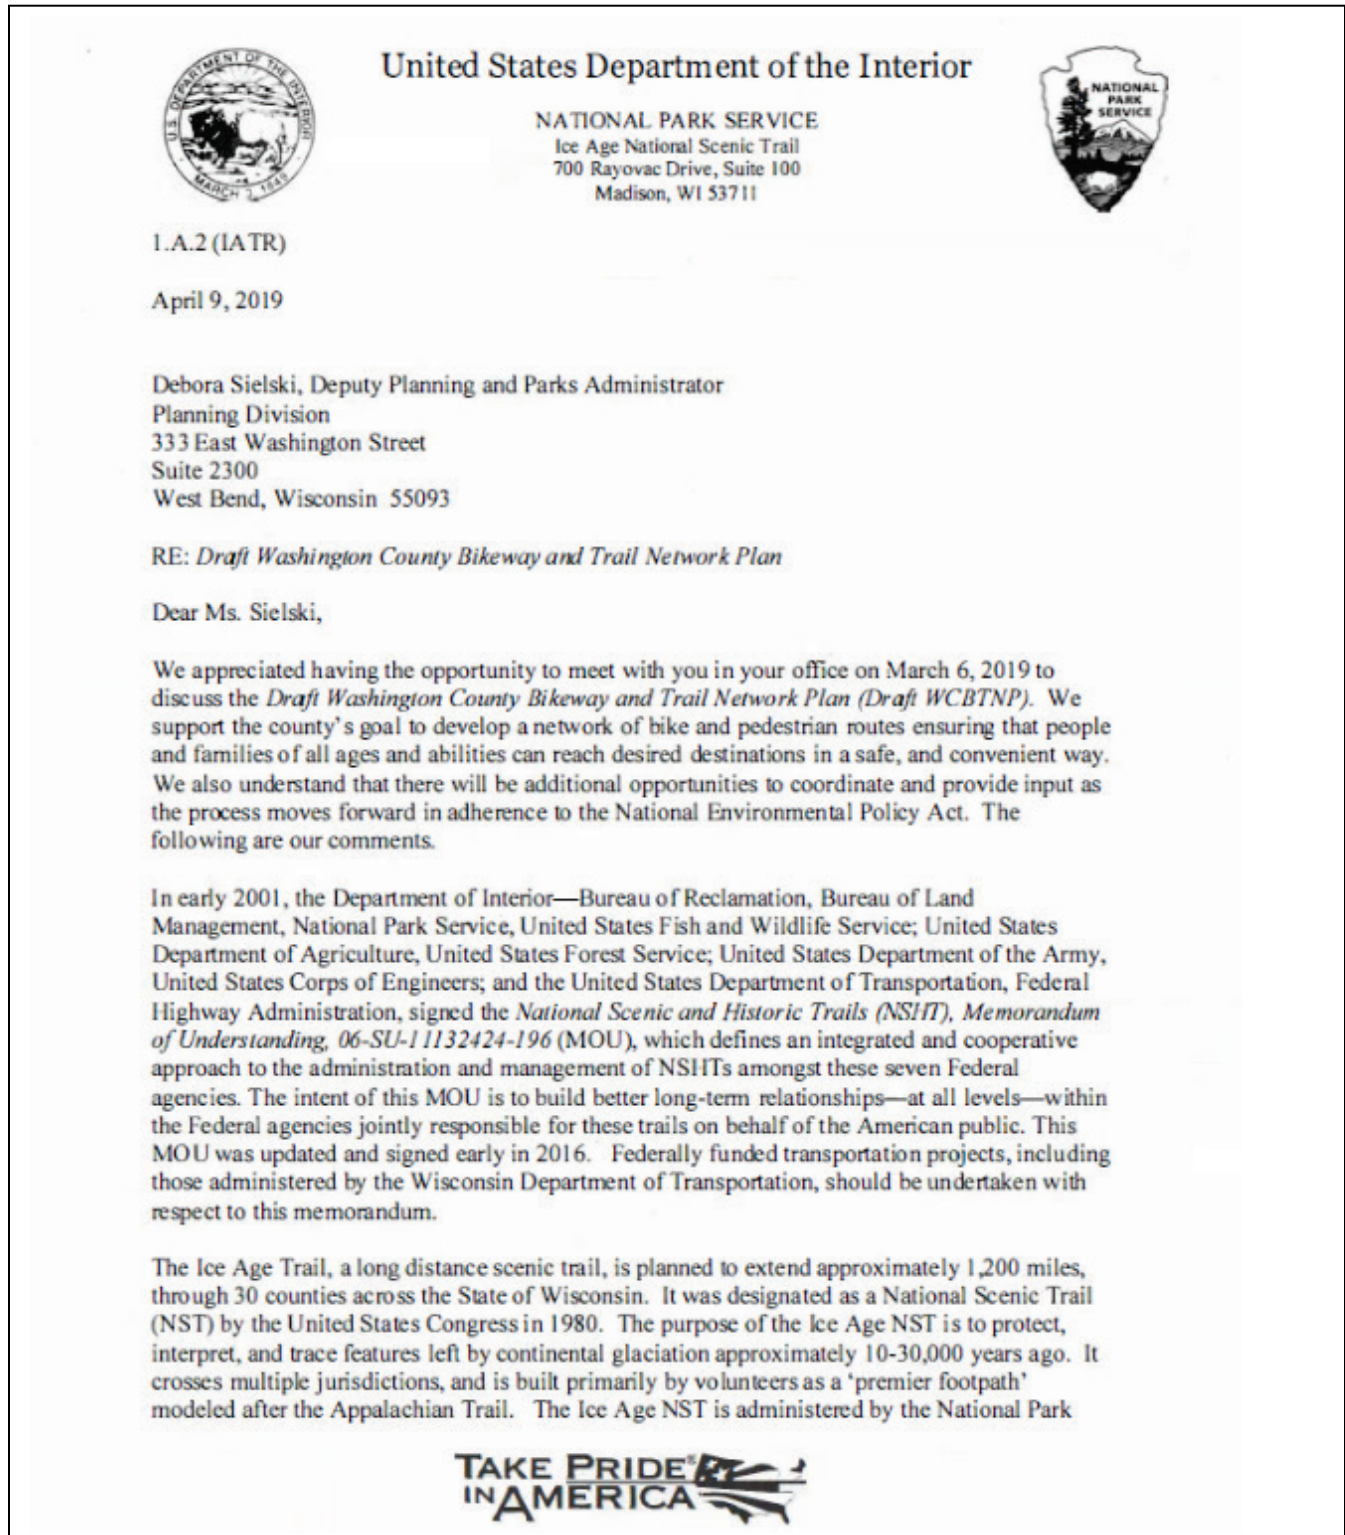 United States Department of the Interior
NATIONAL PARK SERVICE
Ice Age National Scenic Trail
700 Rayovac Drive, Suite 100
Madison, WI 53711
U.S. DEPARTMENT OF THE INTERIOR
MARCH 3, 1849
NATIONAL
PARK
SERVICE
1.A.2 (IATR)
April 9, 2019
Debora Sielski, Deputy Planning and Parks Administrator
Planning Division
333 East Washington Street
Suite 2300
West Bend, Wisconsin  55093
RE: Draft Washington County Bikeway and Trail Network Plan
Dear Ms. Sielski,
We appreciated having the opportunity to meet with you in your office on March 6, 2019 to
discuss the Draft Washington County Bikeway and Trail Network Plan (Draft WCBTNP).  We
support the county's goal to develop a network of bike and pedestrian routes ensuring that people
and families of all ages and abilities can reach desired destinations in a safe, and convenient way.
We also understand that there will be additional opportunities to coordinate and provide input as
the process moves forward in adherence to the National Environmental Policy Act.  The
following are our comments.
In early 2001, the Department of Interior—Bureau of Reclamation, Bureau of Land
Management, National Park Service, United States Fish and Wildlife Service; United States
Department of Agriculture, United States Forest Service; United States Department of the Army,
United States Corps of Engineers; and the United States Department of Transportation, Federal
Highway Administration, signed the National Scenic and Historic Trails (NSHT), Memorandum
of Understanding, 06-SU-11132424-196 (MOU), which defines an integrated and cooperative
approach to the administration and management of NSHTs amongst these seven Federal
agencies. The intent of this MOU is to build better long-term relationships—at all levels—within
the Federal agencies jointly responsible for these trails on behalf of the American public. This
MOU was updated and signed early in 2016.   Federally funded transportation projects, including
those administered by the Wisconsin Department of Transportation, should be undertaken with
respect to this memorandum.
The Ice Age Trail, a long distance scenic trail, is planned to extend approximately 1,200 miles,
through 30 counties across the State of Wisconsin.  It was designated as a National Scenic Trail
(NST) by the United States Congress in 1980.  The purpose of the Ice Age NST is to protect,
interpret, and trace features left by continental glaciation approximately 10-30,000 years ago.  It
crosses multiple jurisdictions, and is built primarily by volunteers as a 'premier footpath'
modeled after the Appalachian Trail.   The Ice Age NST is administered by the National Park
TAKE PRIDE®
IN AMERICA